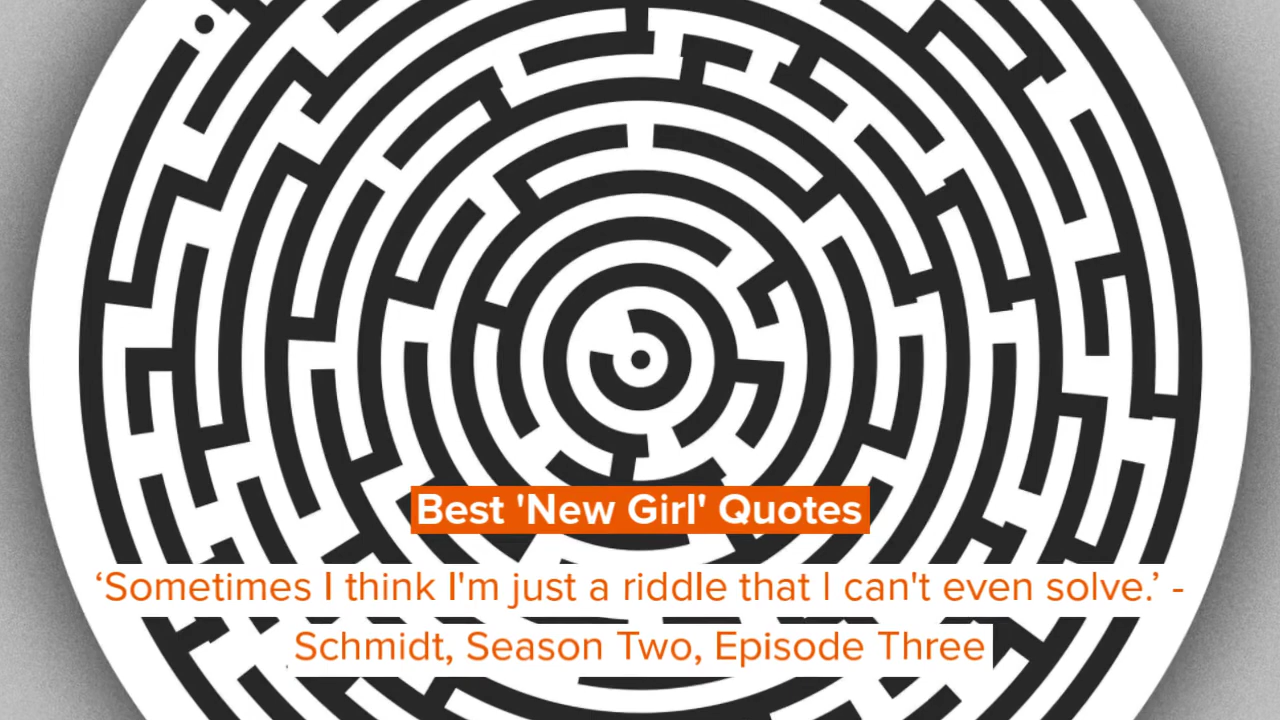 Best 'New Girl' Quotes
‘Sometimes I think I'm just a riddle that I can't even solve.’ -
Schmidt, Season Two, Episode Three